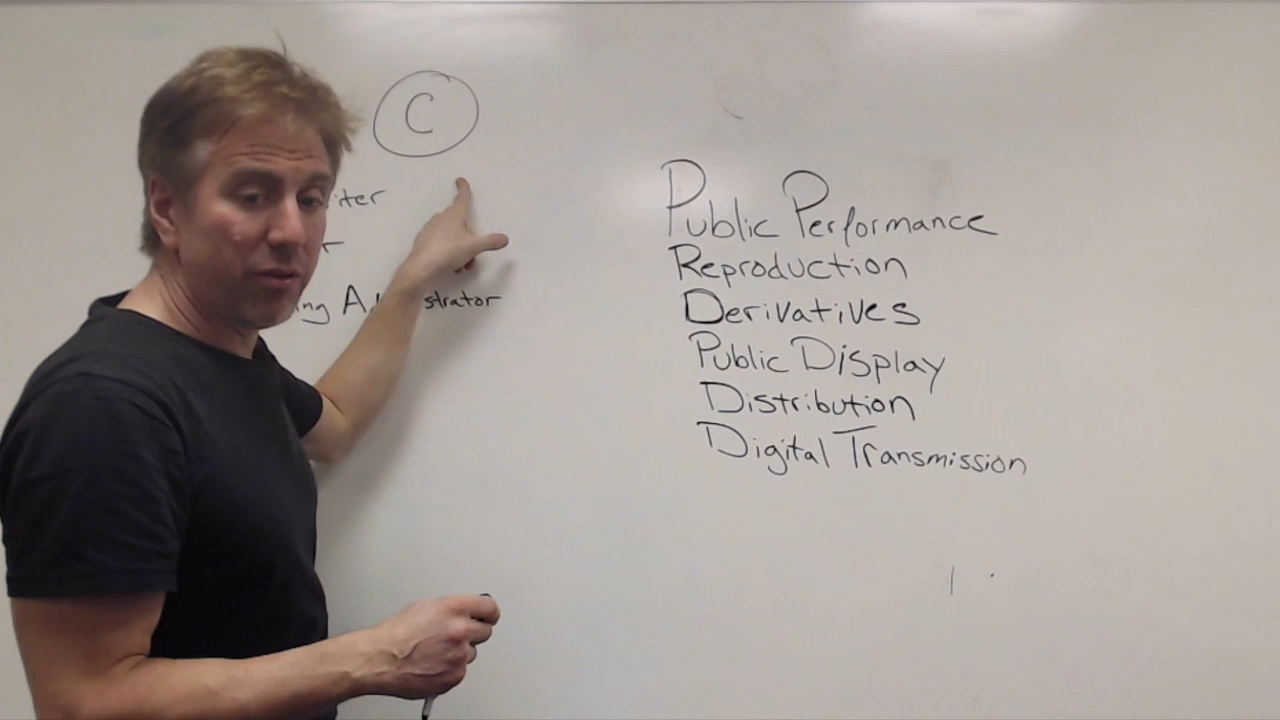 C
Public Performance
Reproduction
Derivatives
Public Display
Distribution
Digital Transmission